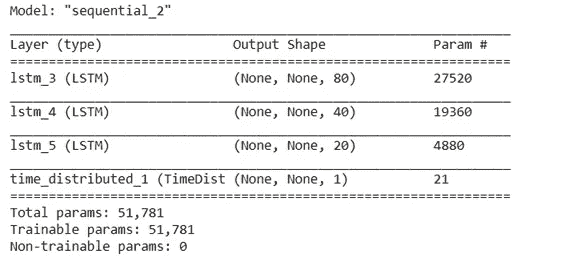 Model: "sequential_2"
Layer (type) Output Shape Param #
lstm_3 (LSTM) (None, None, 80) 27520
lstm_4 (LSTM) (None, None, 40) 19360
lstm_5 (LSTM) (None, None, 20) 4880
time_distributed_1 (TimeDist (None, None, 1) 21
Total params: 51,781
Trainable params: 51,781
Non-trainable params: 0